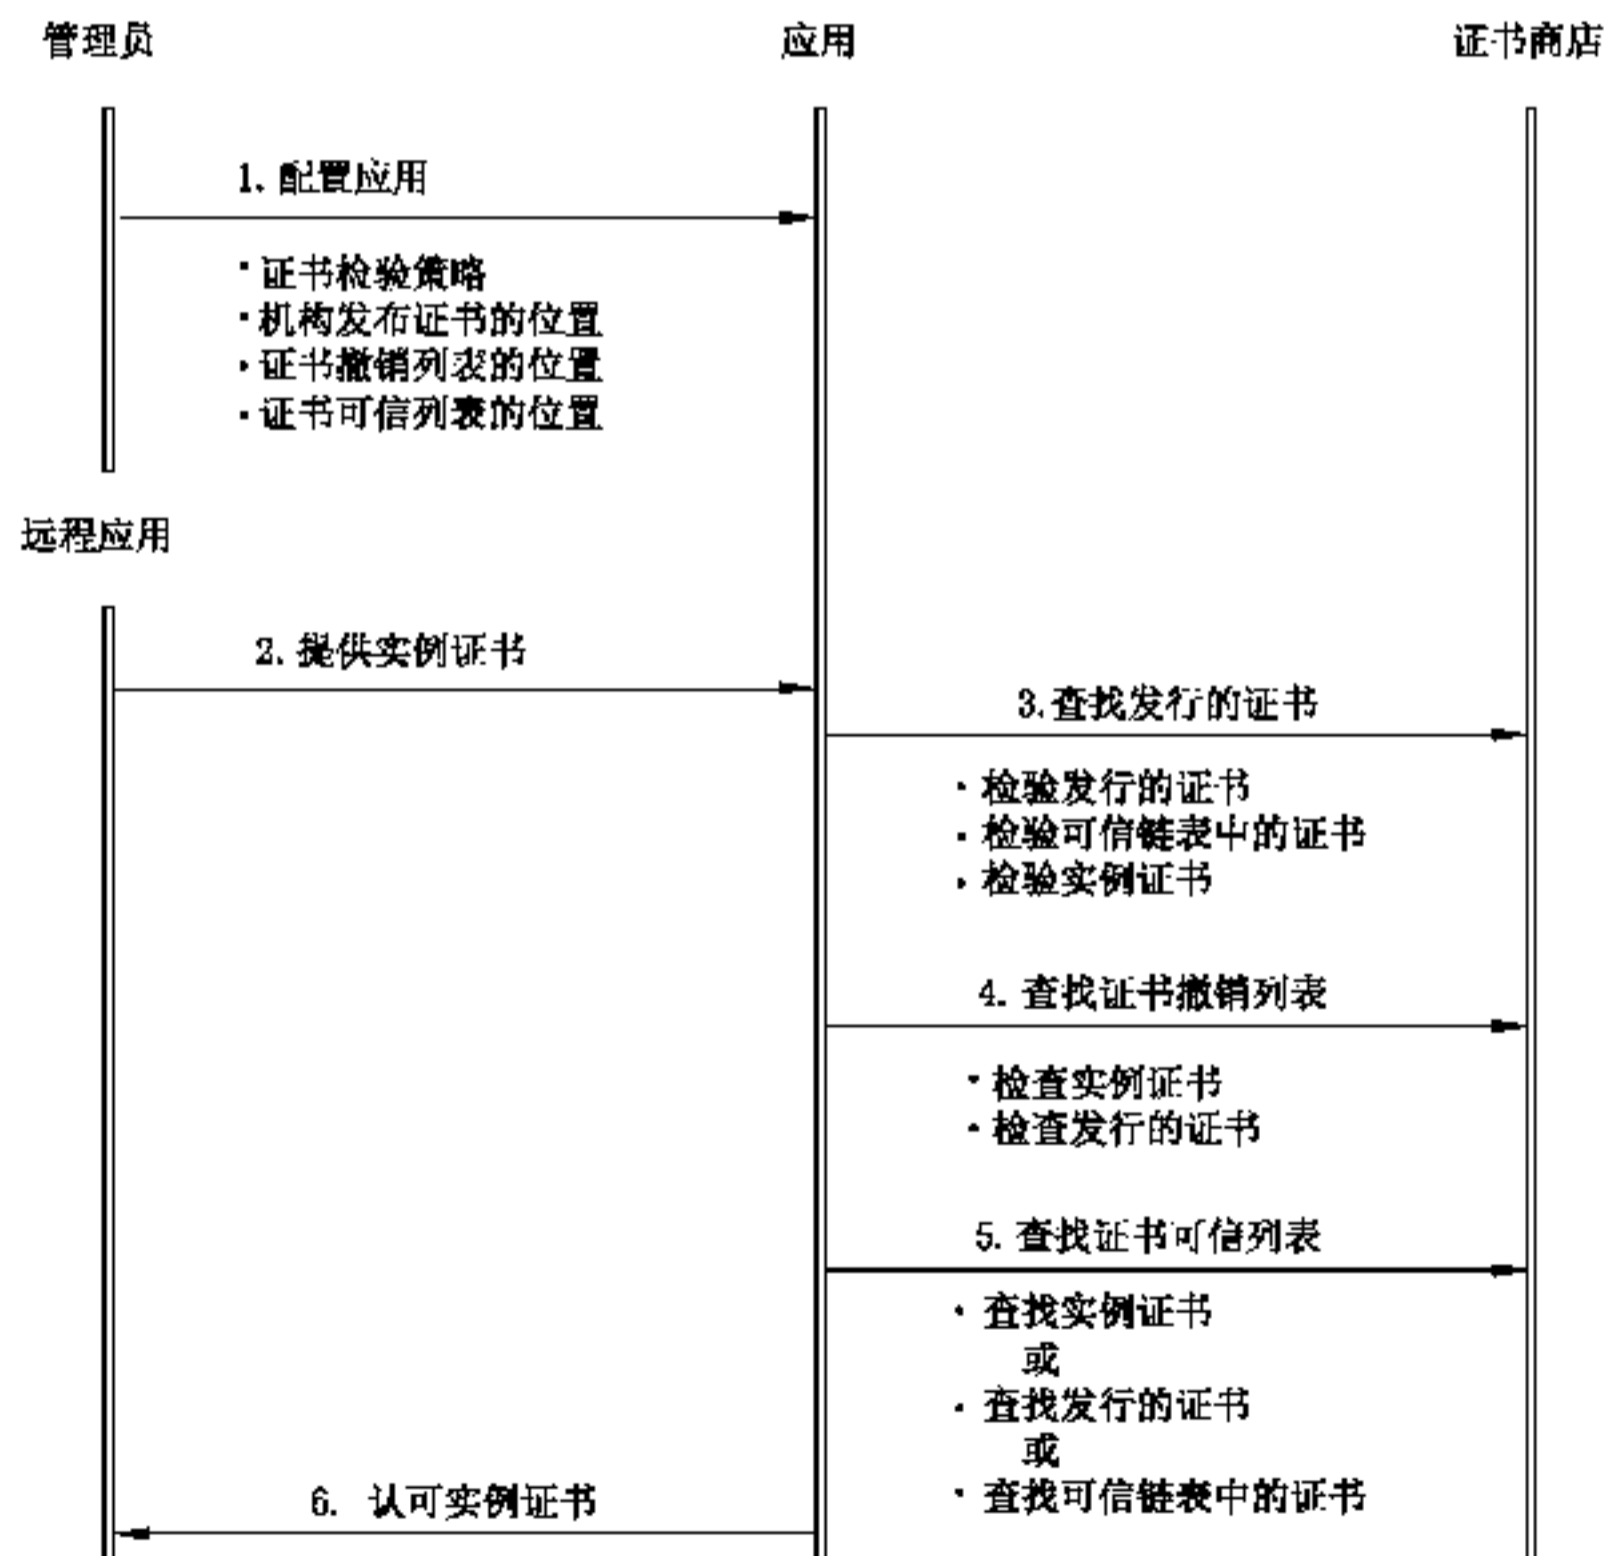 管理员
应用
证书商店
1. 配置应用
· 证书检验策略
· 机构发布证书的位置
· 证书撤销列表的位置
· 证书可信列表的位置
远程应用
2. 提供实例证书
3. 查找发行的证书
· 检验发行的证书
· 检验可信链表中的证书
· 检验实例证书
4. 查找证书撤销列表
· 检查实例证书
· 检查发行的证书
5. 查找证书可信列表
· 查找实例证书
或
· 查找发行的证书
或
· 查找可信链表中的证书
6. 认可实例证书